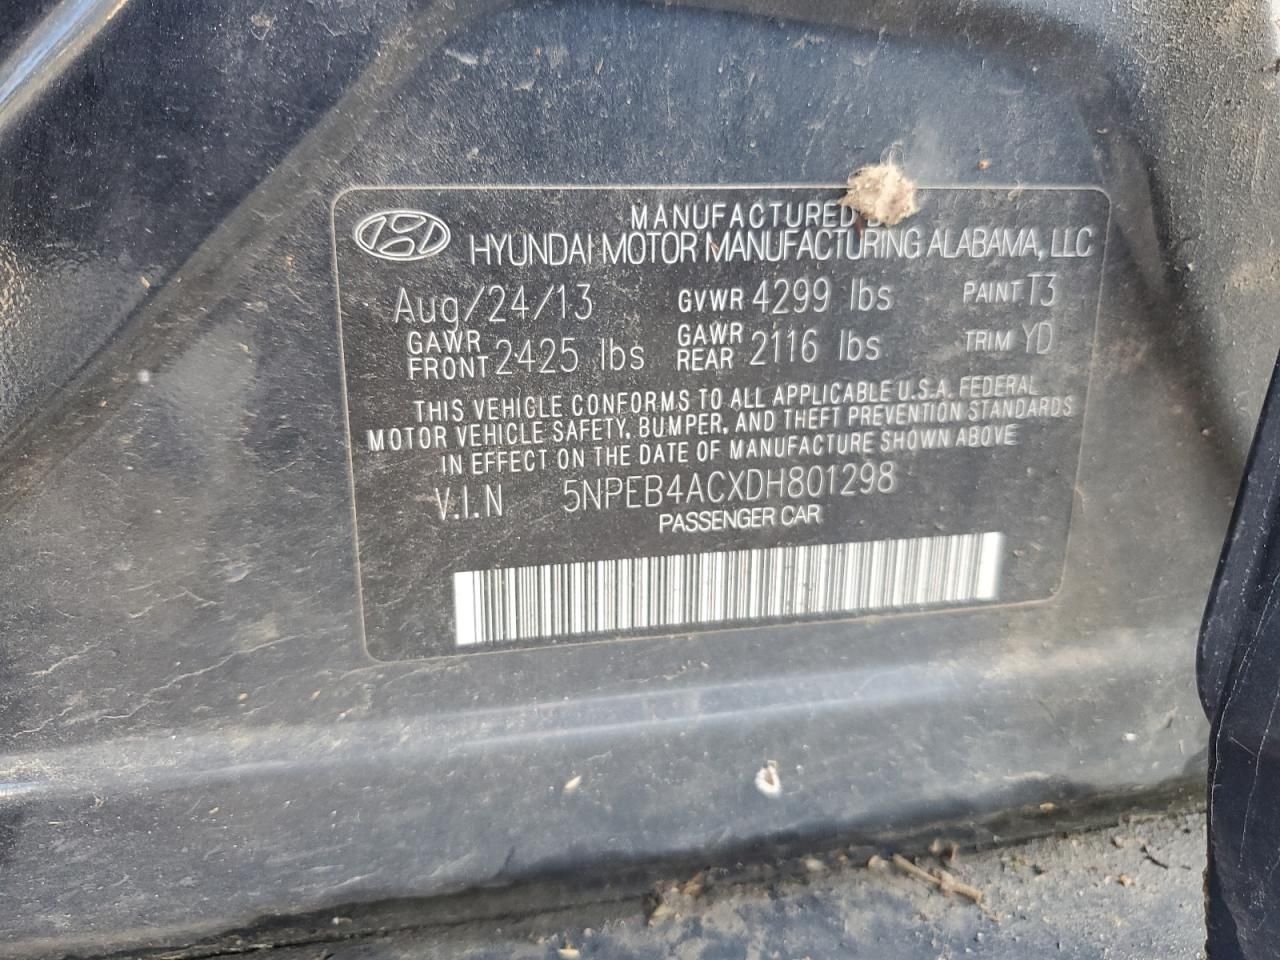 MANUFACTURED
HYUNDAI MOTOR MANUFACTURING ALABAMA, LLC
Aug/24/13 GVWR 4299 lbs PAINT T3
GAWR FRONT 2425 lbs GAWR REAR 2116 lbs TRIM YD
THIS VEHICLE CONFORMS TO ALL APPLICABLE U.S.A. FEDERAL
MOTOR VEHICLE SAFETY, BUMPER, AND THEFT PREVENTION STANDARDS
IN EFFECT ON THE DATE OF MANUFACTURE SHOWN ABOVE
V.I.N 5NPEB4ACXDH801298
PASSENGER CAR